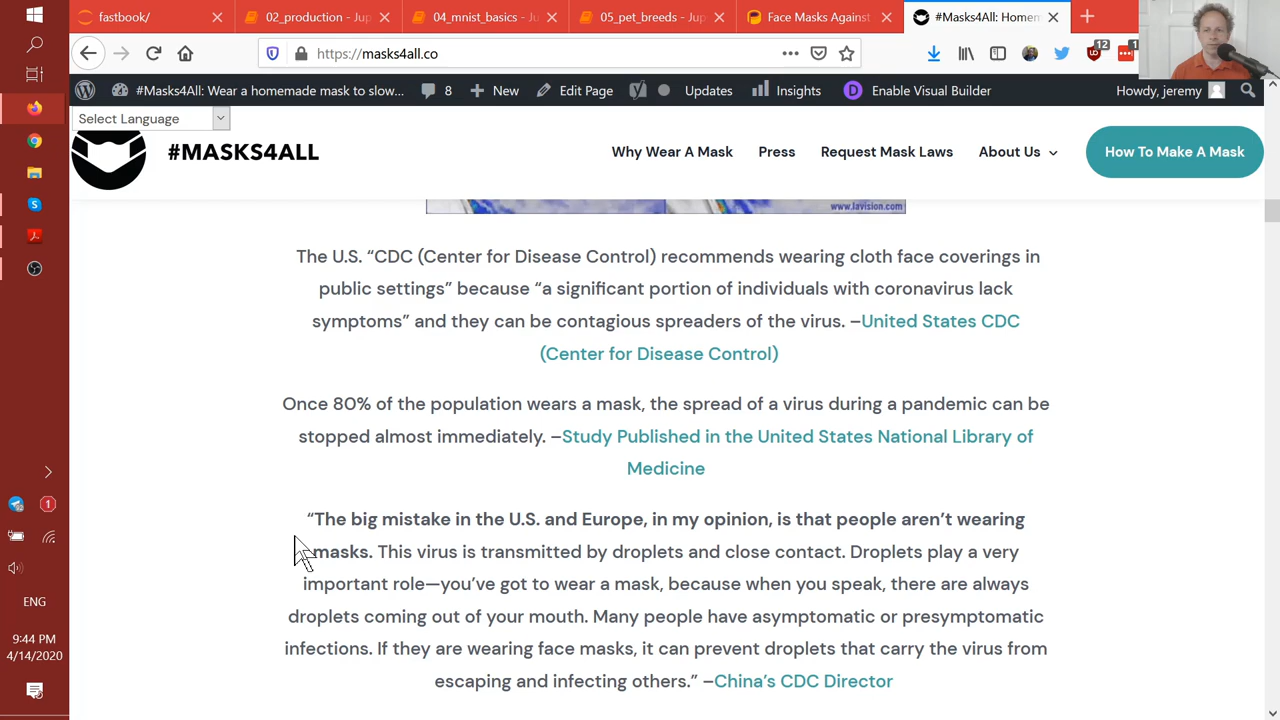 fastbook/
02_production - Jup
04_mnist_basics - Ju
05_pet_breeds - Jup
Face Masks Against
#Masks4All: Homem
https://masks4all.co
12
1
#Masks4All: Wear a homemade mask to slow...
8
New
Edit Page
Updates
Insights
D
Enable Visual Builder
Howdy, jeremy
Select Language
#MASKS4ALL
Why Wear A Mask
Press
Request Mask Laws
About Us
How To Make A Mask
www.lavision.com
The U.S. “CDC (Center for Disease Control) recommends wearing cloth face coverings in
public settings” because “a significant portion of individuals with coronavirus lack
symptoms” and they can be contagious spreaders of the virus. –United States CDC
(Center for Disease Control)
Once 80% of the population wears a mask, the spread of a virus during a pandemic can be
stopped almost immediately. –Study Published in the United States National Library of
Medicine
“The big mistake in the U.S. and Europe, in my opinion, is that people aren’t wearing
masks. This virus is transmitted by droplets and close contact. Droplets play a very
important role—you’ve got to wear a mask, because when you speak, there are always
droplets coming out of your mouth. Many people have asymptomatic or presymptomatic
infections. If they are wearing face masks, it can prevent droplets that carry the virus from
escaping and infecting others.” –China’s CDC Director
1
ENG
9:44 PM
4/14/2020